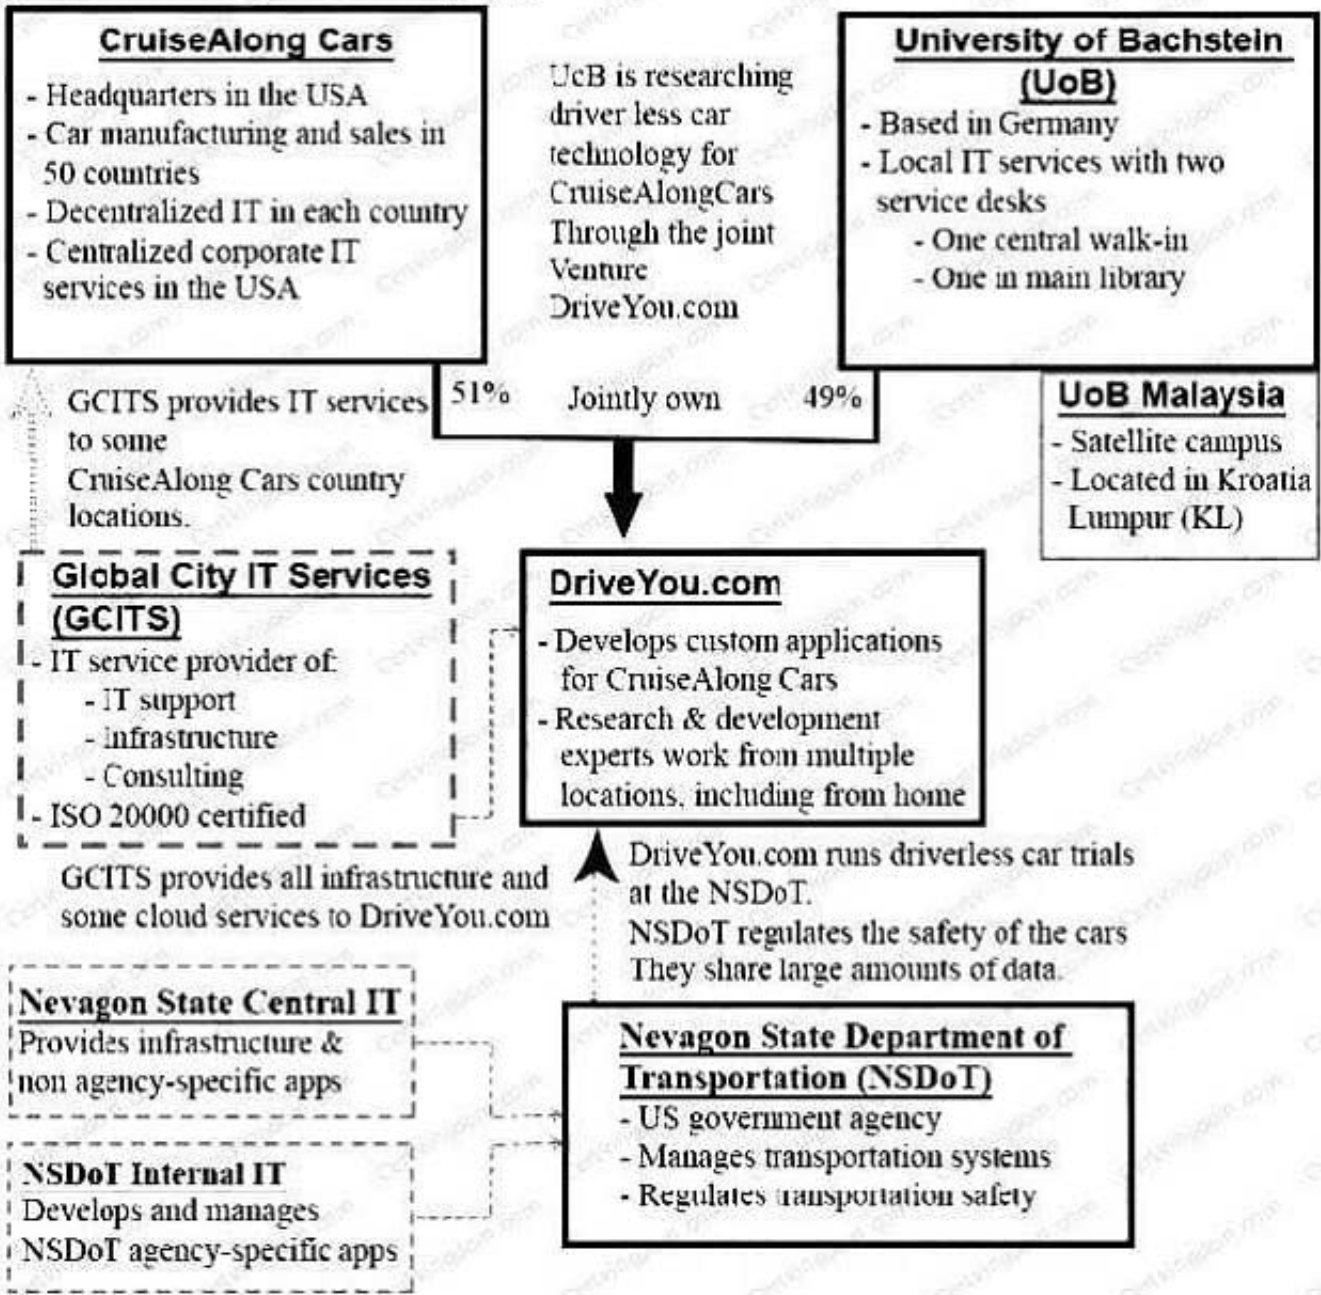 CruiseAlong Cars
- Headquarters in the USA
- Car manufacturing and sales in
50 countries
- Decentralized IT in each country
- Centralized corporate IT
services in the USA
UcB is researching
driver less car
technology for
CruiseAlongCars
Through the joint
Venture
DriveYou.com
University of Bachstein
(UoB)
- Based in Germany
- Local IT services with two
service desks
- One central walk-in
- One in main library
51% Jointly own 49%
UoB Malaysia
- Satellite campus
- Located in Kroatia
Lumpur (KL)
GCITS provides IT services
to some
CruiseAlong Cars country
locations.
Global City IT Services
(GCITS)
- IT service provider of:
- IT support
- Infrastructure
- Consulting
- ISO 20000 certified
DriveYou.com
- Develops custom applications
for CruiseAlong Cars
- Research & development
experts work from multiple
locations, including from home
GCITS provides all infrastructure and
some cloud services to DriveYou.com
DriveYou.com runs driverless car trials
at the NSDoT.
NSDoT regulates the safety of the cars
They share large amounts of data.
Nevagon State Central IT
Provides infrastructure &
non agency-specific apps
NSDoT Internal IT
Develops and manages
NSDoT agency-specific apps
Nevagon State Department of
Transportation (NSDoT)
- US government agency
- Manages transportation systems
- Regulates transportation safety